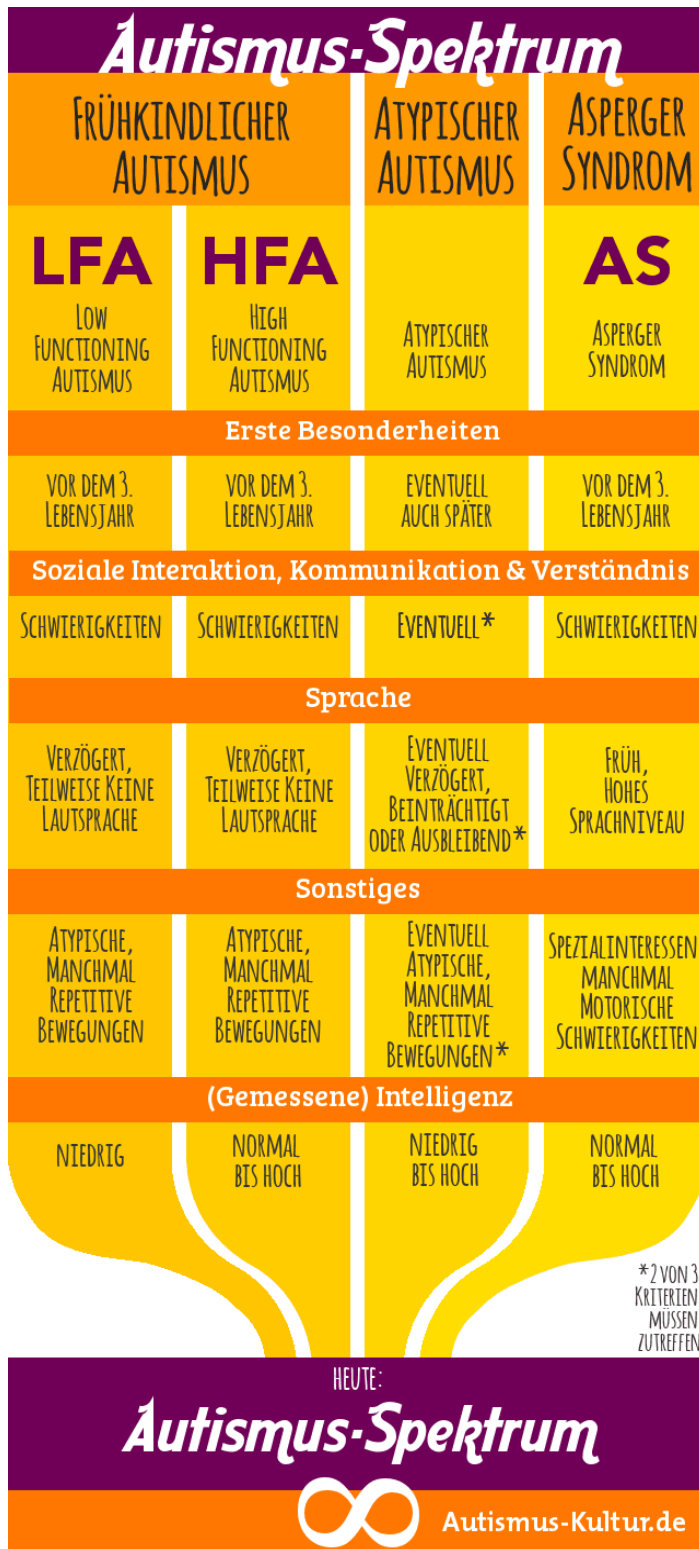 Autismus-Spektrum
FRÜHKINDLICHER
AUTISMUS
ATYPISCHER
AUTISMUS
ASPERGER
SYNDROM
LFA
LOW
FUNCTIONING
AUTISMUS
HFA
HIGH
FUNCTIONING
AUTISMUS
ATYPISCHER
AUTISMUS
AS
ASPERGER
SYNDROM
Erste Besonderheiten
VOR DEM 3.
LEBENSJAHR
VOR DEM 3.
LEBENSJAHR
EVENTUELL
AUCH SPÄTER
VOR DEM 3.
LEBENSJAHR
Soziale Interaktion, Kommunikation & Verständnis
SCHWIERIGKEITEN
SCHWIERIGKEITEN
EVENTUELL*
SCHWIERIGKEITEN
Sprache
VERZÖGERT,
TEILWEISE KEINE
LAUTSPRACHE
VERZÖGERT,
TEILWEISE KEINE
LAUTSPRACHE
EVENTUELL
VERZÖGERT,
BEINTRÄCHTIGT
ODER AUSBLEIBEND*
FRÜH,
HOHES
SPRACHNIVEAU
Sonstiges
ATYPISCHE,
MANCHMAL
REPETITIVE
BEWEGUNGEN
ATYPISCHE,
MANCHMAL
REPETITIVE
BEWEGUNGEN
EVENTUELL
ATYPISCHE,
MANCHMAL
REPETITIVE
BEWEGUNGEN*
SPEZIALINTERESSEN
MANCHMAL
MOTORISCHE
SCHWIERIGKEITEN
(Gemessene) Intelligenz
NIEDRIG
NORMAL
BIS HOCH
NIEDRIG
BIS HOCH
NORMAL
BIS HOCH
*2 VON 3
KRITERIEN
MÜSSEN
ZUTREFFEN
HEUTE:
Autismus-Spektrum
Autismus-Kultur.de